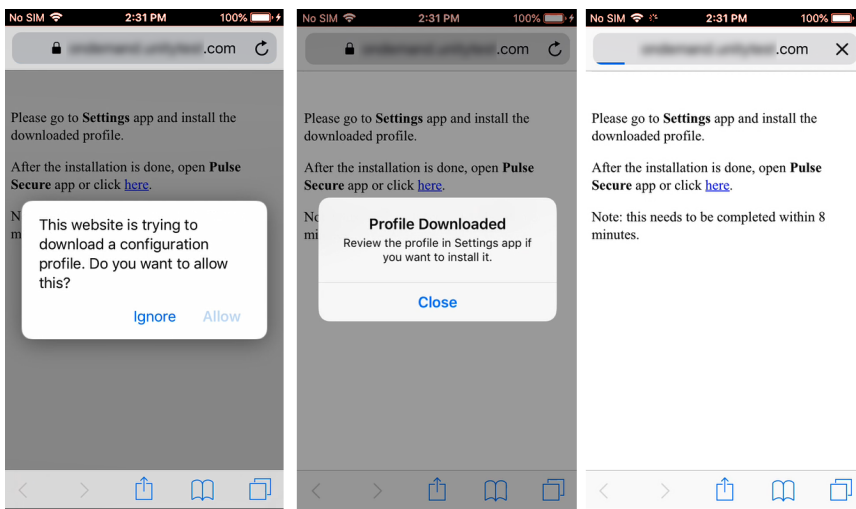 No SIM 2:31 PM 100%
.com
Please go to Settings app and install the
downloaded profile.
After the installation is done, open Pulse
Secure app or click here.
This website is trying to
download a configuration
profile. Do you want to allow
this?
Ignore Allow
No SIM 2:31 PM 100%
.com
Please go to Settings app and install the
downloaded profile.
After the installation is done, open Pulse
Secure app or click here.
Profile Downloaded
Review the profile in Settings app if
you want to install it.
Close
No SIM 2:31 PM 100%
.com
Please go to Settings app and install the
downloaded profile.
After the installation is done, open Pulse
Secure app or click here.
Note: this needs to be completed within 8
minutes.